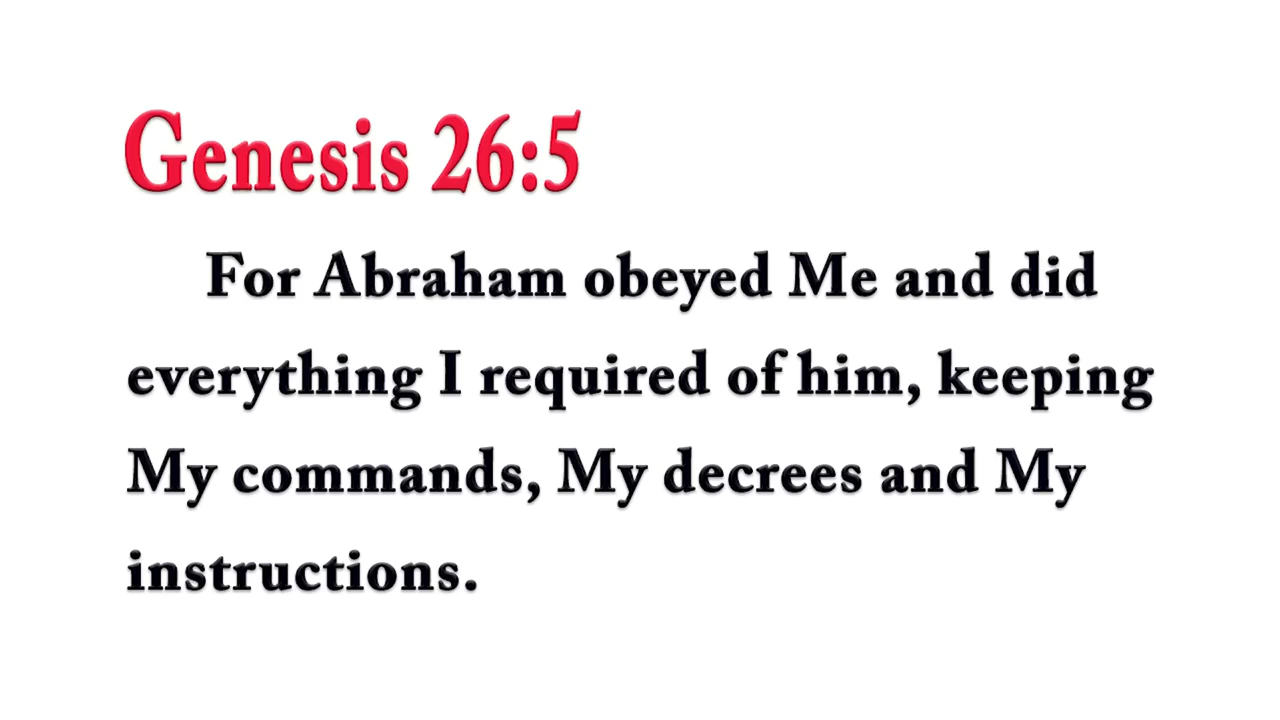 Genesis 26:5
For Abraham obeyed Me and did
everything I required of him, keeping
My commands, My decrees and My
instructions.